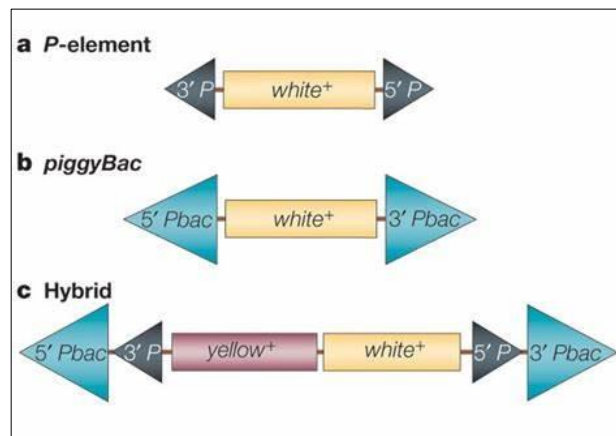 a P-element
3′ P white⁺ 5′ P
b piggyBac
5′ Pbac white⁺ 3′ Pbac
c Hybrid
5′ Pbac 3′ P yellow⁺ white⁺ 5′ P 3′ Pbac